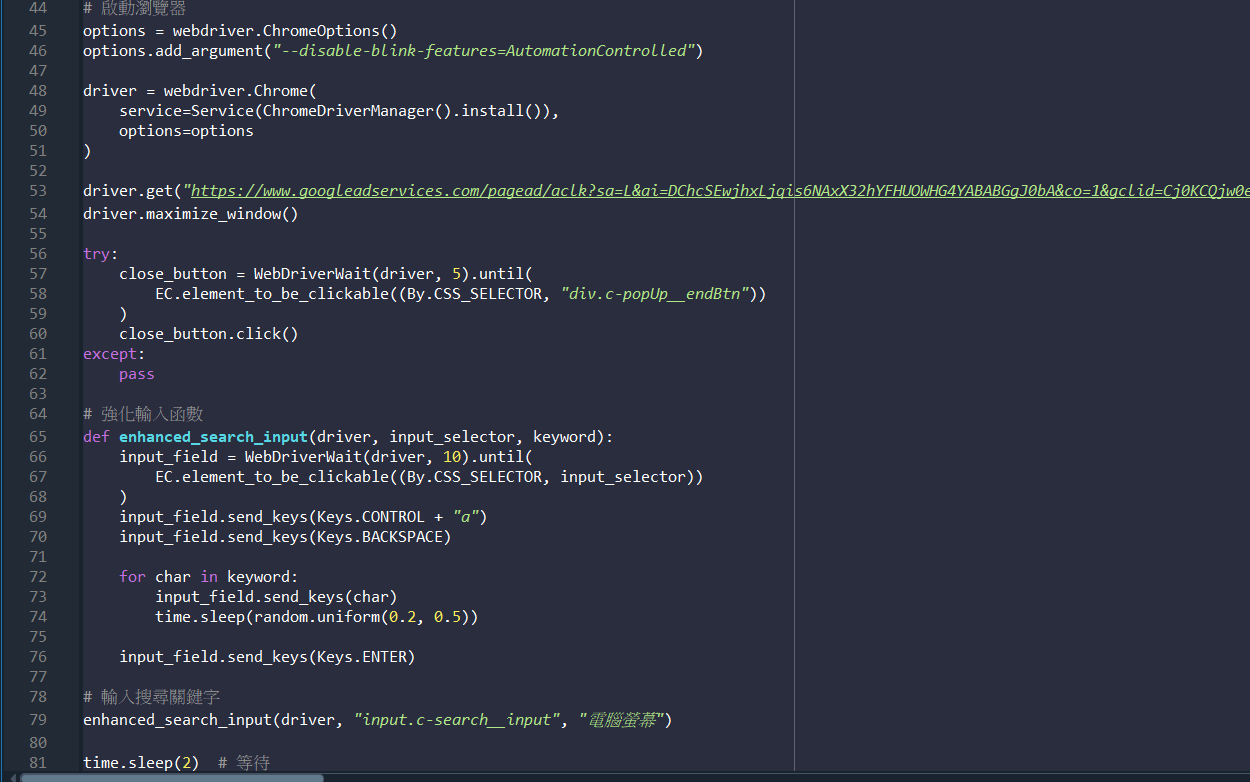 44 # 啟動瀏覽器
45 options = webdriver.ChromeOptions()
46 options.add_argument("--disable-blink-features=AutomationControlled")
47
48 driver = webdriver.Chrome(
49     service=Service(ChromeDriverManager().install()),
50     options=options
51 )
52
53 driver.get("https://www.googleadservices.com/pagead/aclk?sa=L&ai=DChcSEwjhxLjqis6NAxX32hYFHUOWHG4YABABGgJ0bA&co=1&gclid=Cj0KCQjw0e
54 driver.maximize_window()
55
56 try:
57     close_button = WebDriverWait(driver, 5).until(
58         EC.element_to_be_clickable((By.CSS_SELECTOR, "div.c-popUp__endBtn"))
59     )
60     close_button.click()
61 except:
62     pass
63
64 # 強化輸入函數
65 def enhanced_search_input(driver, input_selector, keyword):
66     input_field = WebDriverWait(driver, 10).until(
67         EC.element_to_be_clickable((By.CSS_SELECTOR, input_selector))
68     )
69     input_field.send_keys(Keys.CONTROL + "a")
70     input_field.send_keys(Keys.BACKSPACE)
71
72     for char in keyword:
73         input_field.send_keys(char)
74         time.sleep(random.uniform(0.2, 0.5))
75
76     input_field.send_keys(Keys.ENTER)
77
78 # 輸入搜尋關鍵字
79 enhanced_search_input(driver, "input.c-search__input", "電腦螢幕")
80
81 time.sleep(2)  # 等待